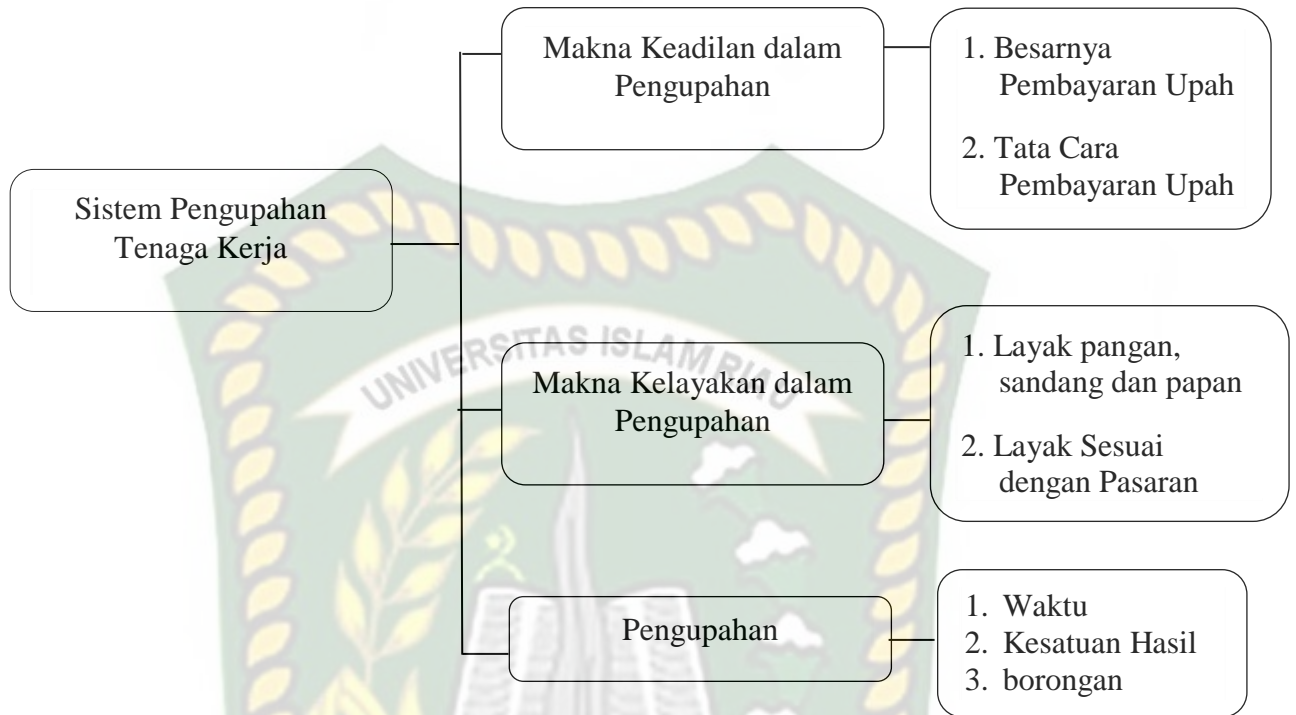 Sistem Pengupahan
Tenaga Kerja
Makna Keadilan dalam
Pengupahan
1. Besarnya
Pembayaran Upah
2. Tata Cara
Pembayaran Upah
Makna Kelayakan dalam
Pengupahan
1. Layak pangan,
sandang dan papan
2. Layak Sesuai
dengan Pasaran
Pengupahan
1. Waktu
2. Kesatuan Hasil
3. borongan
UNIVERSITAS ISLAM RIAU